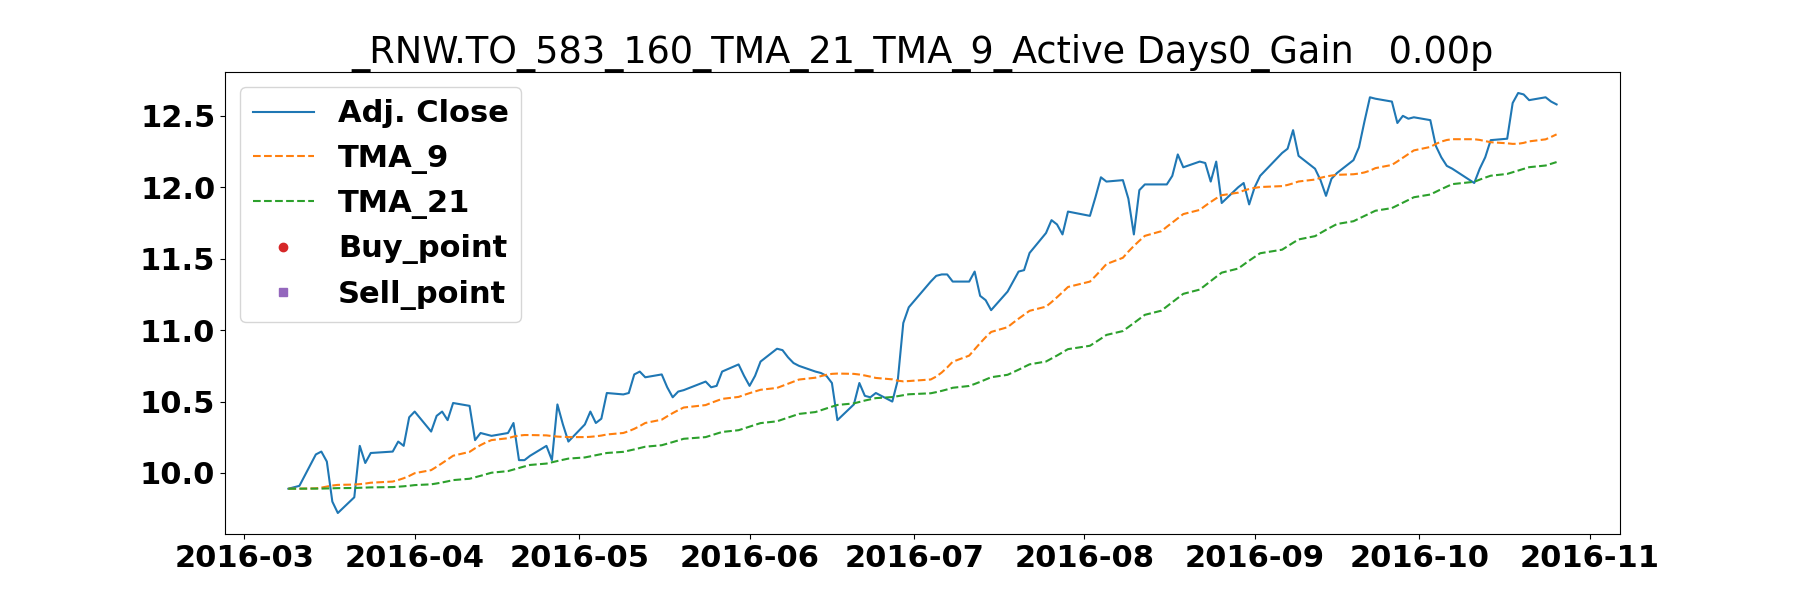 _RNW.TO_583_160_TMA_21_TMA_9_Active Days0_Gain   0.00p
Adj. Close
TMA_9
TMA_21
Buy_point
Sell_point
12.5
12.0
11.5
11.0
10.5
10.0
2016-03 2016-04 2016-05 2016-06 2016-07 2016-08 2016-09 2016-10 2016-11